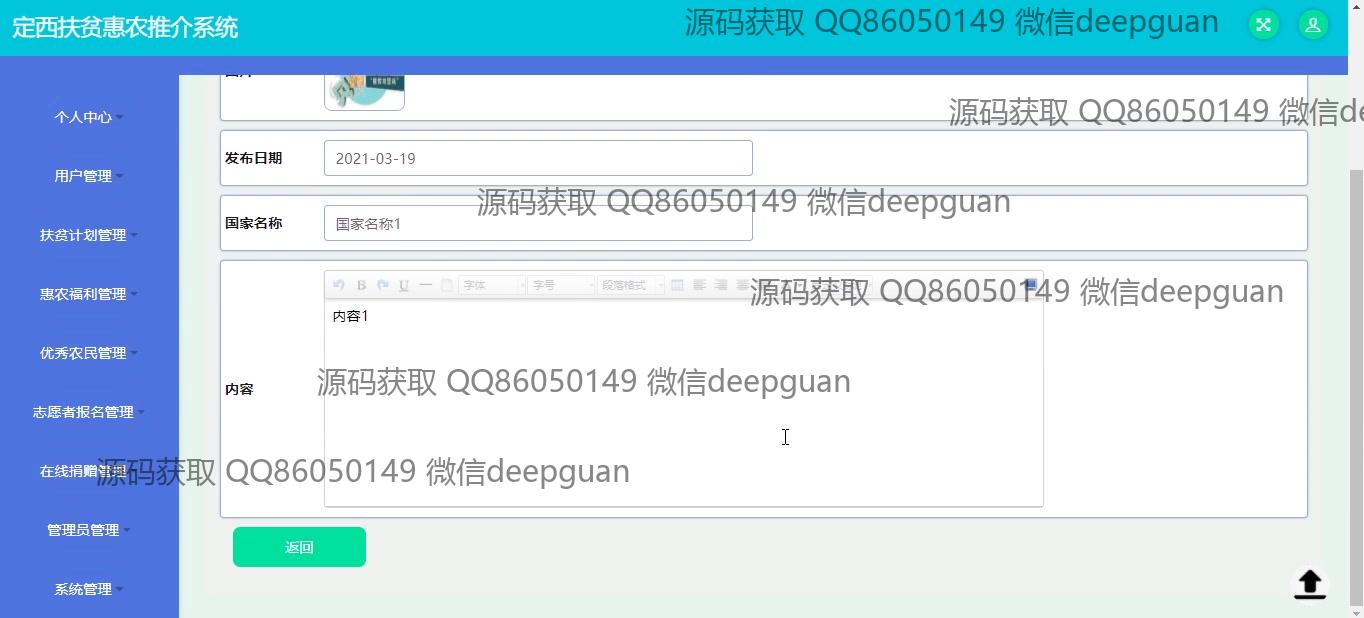 定西扶贫惠农推介系统
源码获取 QQ86050149 微信deepguan
源码获取 QQ86050149 微信de
个人中心
发布日期
2021-03-19
用户管理
源码获取 QQ86050149 微信deepguan
国家名称
国家名称1
扶贫计划管理
字体
字号
段落格式
源码获取 QQ86050149 微信deepguan
惠农福利管理
内容1
优秀农民管理
内容
源码获取 QQ86050149 微信deepguan
志愿者报名管理
在线捐赠管理
源码获取 QQ86050149 微信deepguan
管理员管理
返回
系统管理